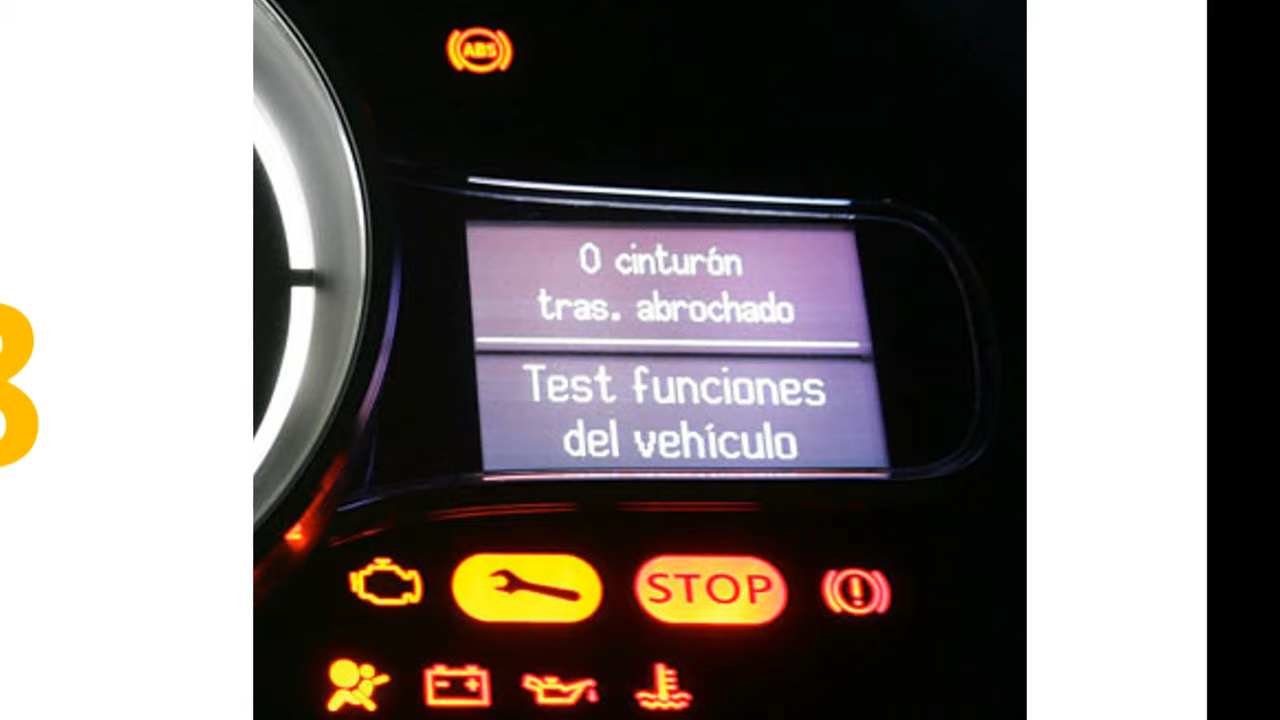 ABS
0 cinturón
tras. abrochado
Test funciones
del vehículo
STOP